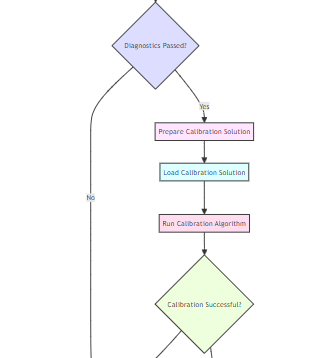 Diagnostics Passed?
Yes
Prepare Calibration Solution
Load Calibration Solution
No
Run Calibration Algorithm
Calibration Successful?